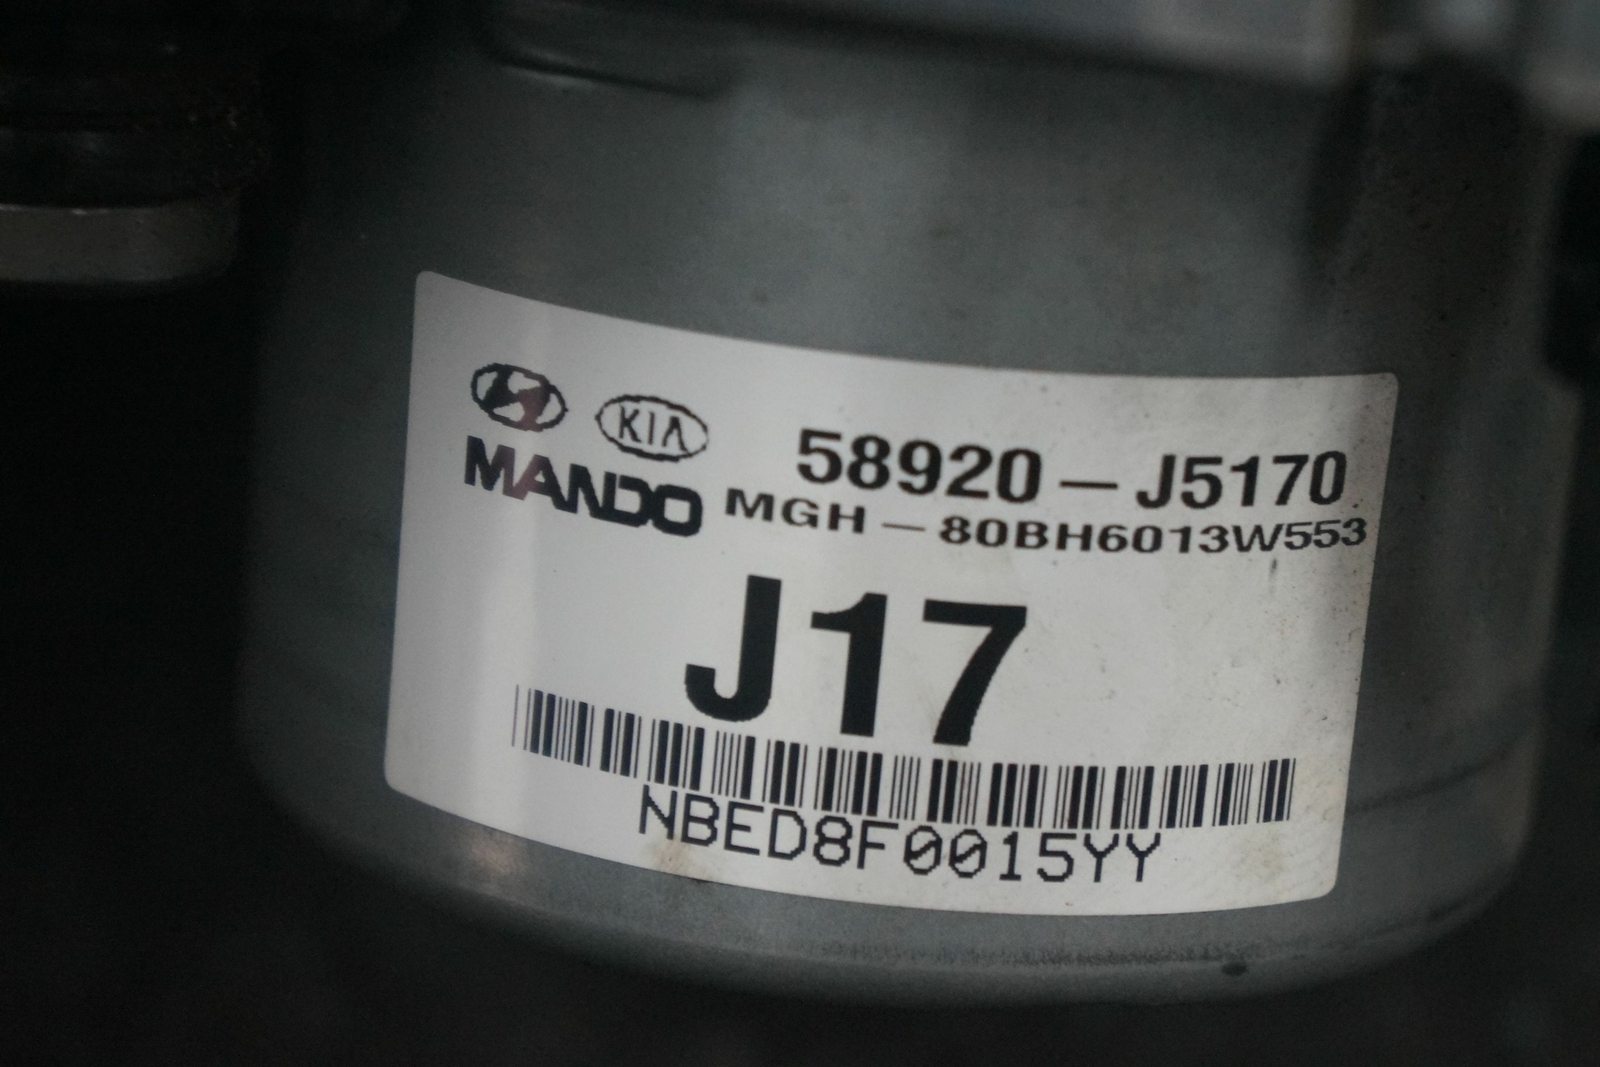 KIA
MANDO
58920-J5170
MGH-80BH6013W553
J17
NBED8F0015YY